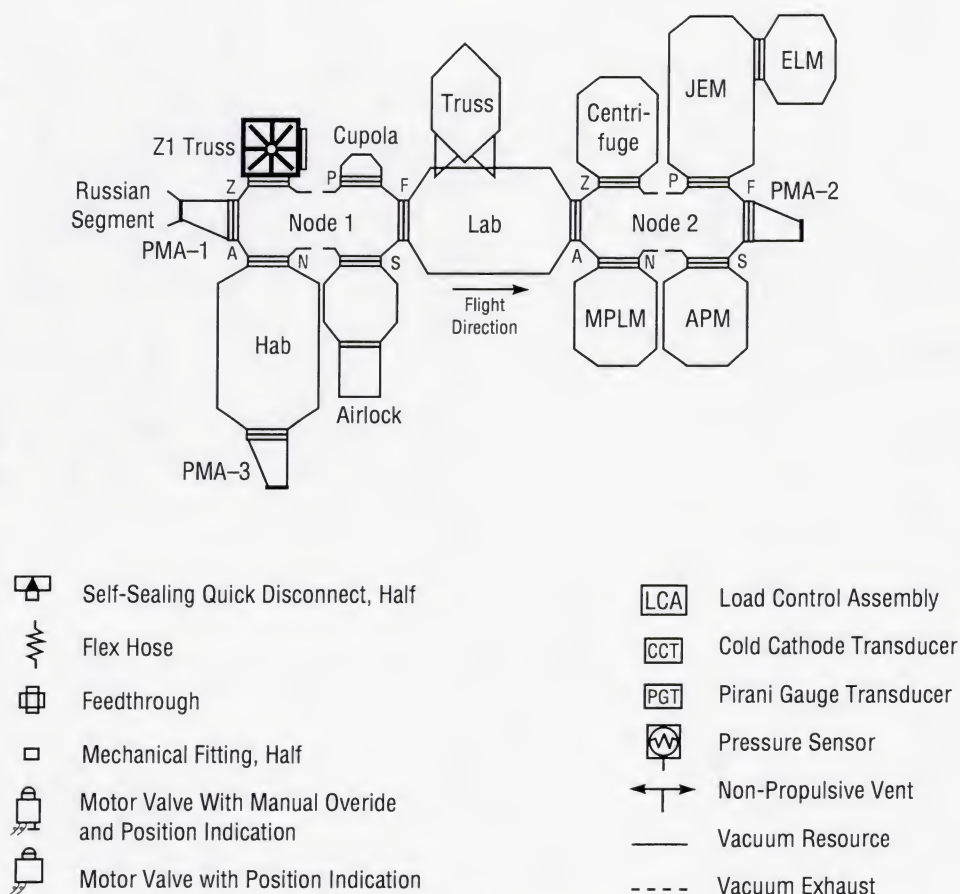 ELM
JEM
Truss
Centri-
fuge
Z1 Truss
Cupola
Z
P
F
Z
P
F
PMA–2
Russian
Segment
Node 1
Lab
Node 2
PMA–1
A
N
S
A
N
S
Flight
Direction
MPLM
APM
Hab
Airlock
PMA–3
Self-Sealing Quick Disconnect, Half
Flex Hose
Feedthrough
Mechanical Fitting, Half
Motor Valve With Manual Overide
and Position Indication
Motor Valve with Position Indication
LCA Load Control Assembly
CCT Cold Cathode Transducer
PGT Pirani Gauge Transducer
Pressure Sensor
Non-Propulsive Vent
Vacuum Resource
Vacuum Exhaust